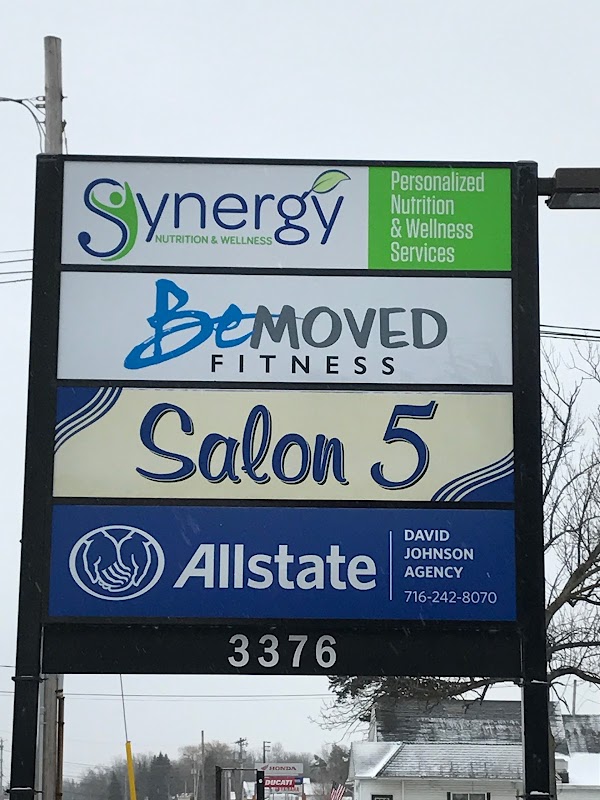 Synergy
NUTRITION & WELLNESS
Personalized
Nutrition
& Wellness
Services
BeMOVED
FITNESS
Salon 5
Allstate
DAVID
JOHNSON
AGENCY
716-242-8070
3376
HONDA
DUCATI